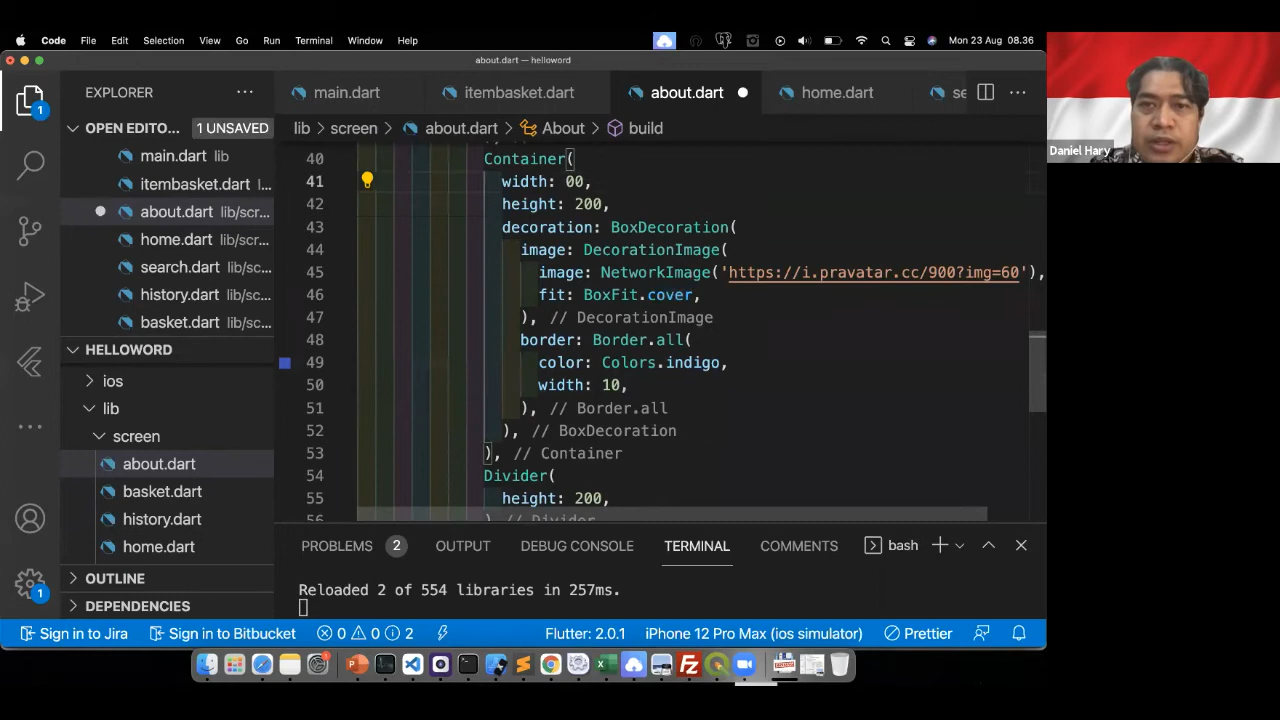 Code File Edit Selection View Go Run Terminal Window Help Mon 23 Aug 08.36
about.dart — helloword
EXPLORER
main.dart itembasket.dart about.dart home.dart se
OPEN EDITO... 1 UNSAVED
lib > screen > about.dart > About > build
main.dart lib
itembasket.dart l...
about.dart lib/scr...
home.dart lib/scr...
search.dart lib/sc...
history.dart lib/sc...
basket.dart lib/sc...
HELLOWORD
ios
lib
screen
about.dart
basket.dart
history.dart
home.dart
OUTLINE
DEPENDENCIES
40 Container(
41 width: 00,
42 height: 200,
43 decoration: BoxDecoration(
44 image: DecorationImage(
45 image: NetworkImage('https://i.pravatar.cc/900?img=60'),
46 fit: BoxFit.cover,
47 ), // DecorationImage
48 border: Border.all(
49 color: Colors.indigo,
50 width: 10,
51 ), // Border.all
52 ), // BoxDecoration
53 ), // Container
54 Divider(
55 height: 200,
56 ) // Divider
PROBLEMS 2 OUTPUT DEBUG CONSOLE TERMINAL COMMENTS bash
Reloaded 2 of 554 libraries in 257ms.
1
1
Sign in to Jira Sign in to Bitbucket 0 0 2 Flutter: 2.0.1 iPhone 12 Pro Max (ios simulator) Prettier
Daniel Hary